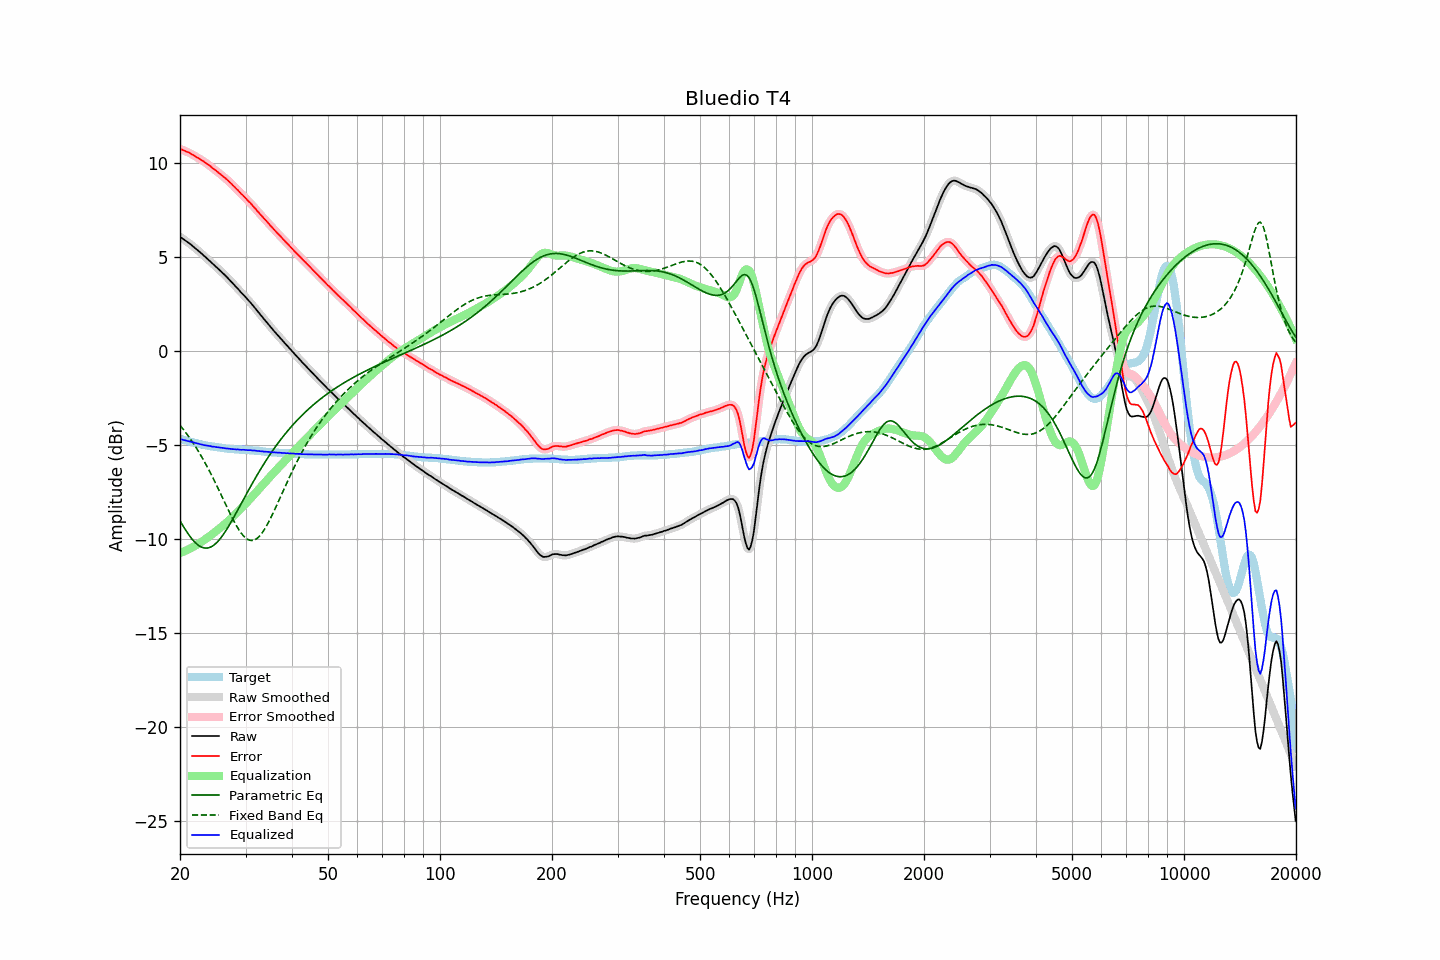 Bluedio T4
Amplitude (dBr)
10
5
0
−5
−10
−15
−20
−25
Target
Raw Smoothed
Error Smoothed
Raw
Error
Equalization
Parametric Eq
Fixed Band Eq
Equalized
20 50 100 200 500 1000 2000 5000 10000 20000
Frequency (Hz)